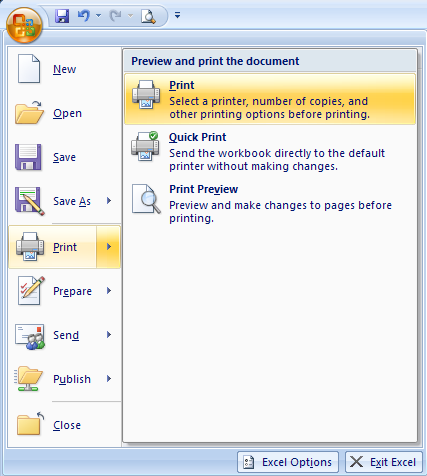 New
Open
Save
Save As
Print
Prepare
Send
Publish
Close
Preview and print the document
Print
Select a printer, number of copies, and
other printing options before printing.
Quick Print
Send the workbook directly to the default
printer without making changes.
Print Preview
Preview and make changes to pages before
printing.
Excel Options
Exit Excel